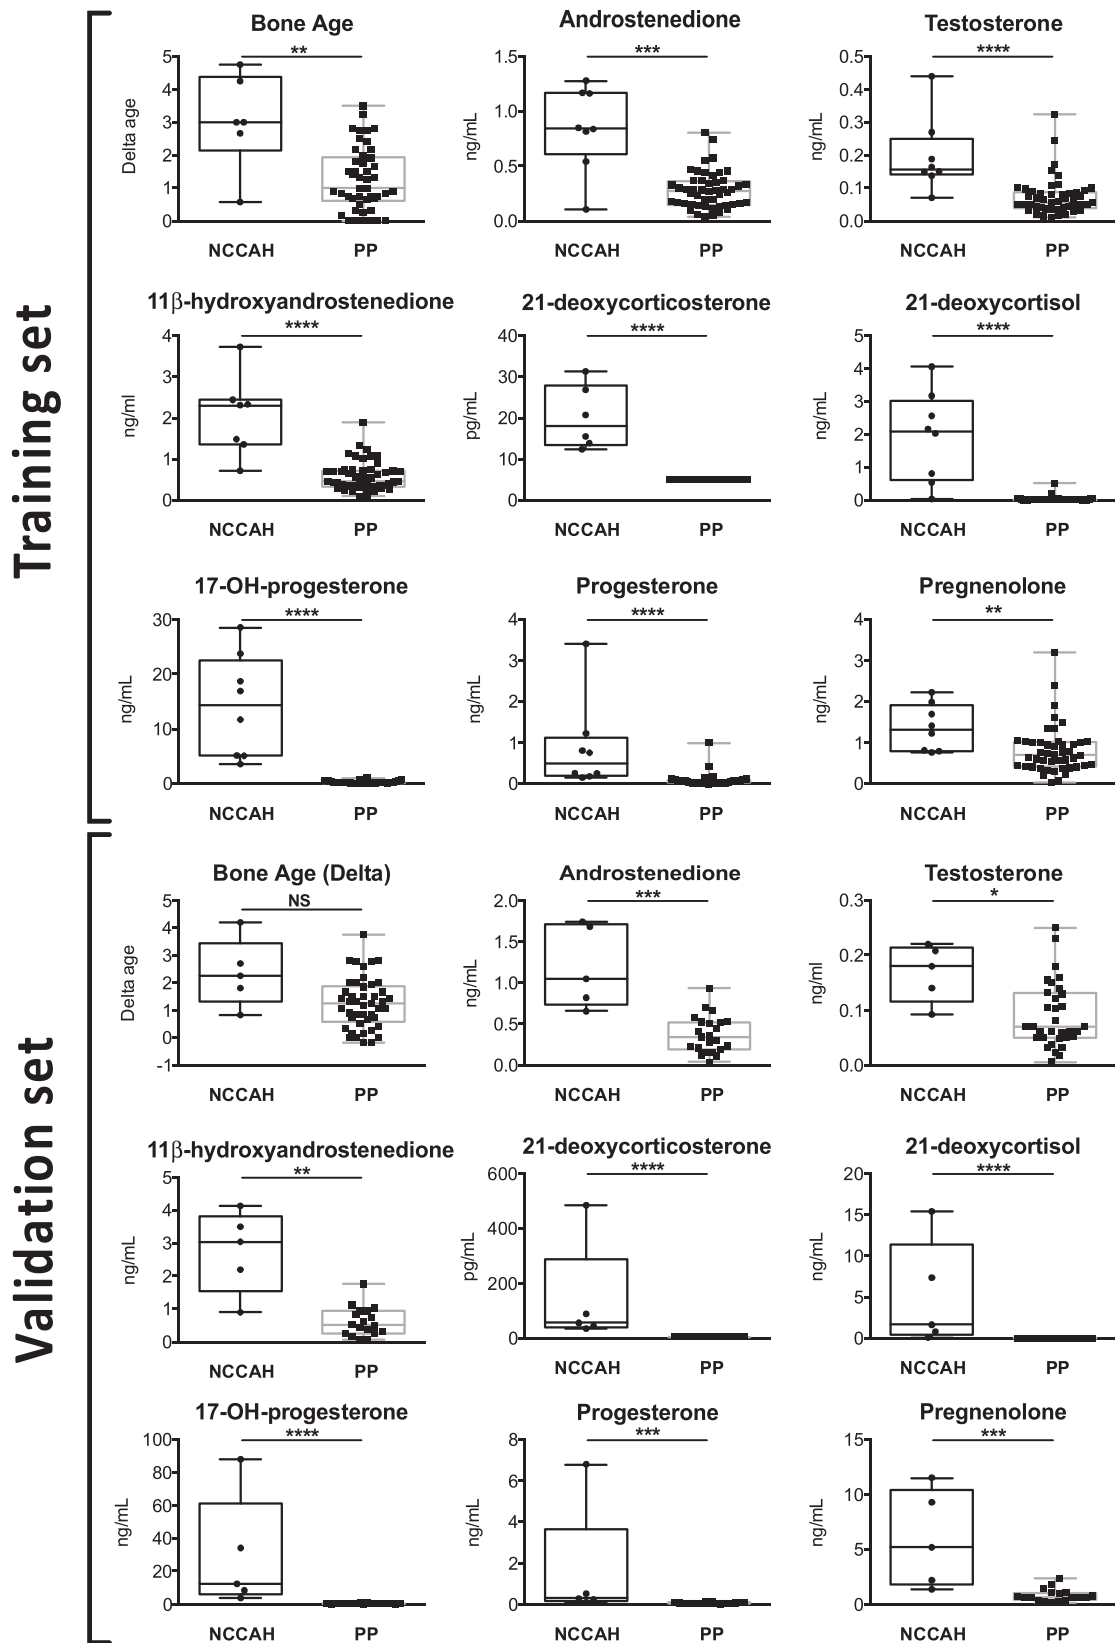 Training set
Bone Age
**
Delta age
5
4
3
2
1
0
NCCAH PP
Androstenedione
***
ng/mL
1.5
1.0
0.5
0.0
NCCAH PP
Testosterone
****
ng/mL
0.5
0.4
0.3
0.2
0.1
0.0
NCCAH PP
11β-hydroxyandrostenedione
****
ng/ml
4
3
2
1
0
NCCAH PP
21-deoxycorticosterone
****
pg/mL
40
30
20
10
0
NCCAH PP
21-deoxycortisol
****
ng/mL
5
4
3
2
1
0
NCCAH PP
17-OH-progesterone
****
ng/mL
30
20
10
0
NCCAH PP
Progesterone
****
ng/mL
4
3
2
1
0
NCCAH PP
Pregnenolone
**
ng/mL
4
3
2
1
0
NCCAH PP
Validation set
Bone Age (Delta)
NS
Delta age
5
4
3
2
1
0
-1
NCCAH PP
Androstenedione
***
ng/mL
2.0
1.5
1.0
0.5
0.0
NCCAH PP
Testosterone
*
ng/ml
0.3
0.2
0.1
0.0
NCCAH PP
11β-hydroxyandrostenedione
**
ng/mL
5
4
3
2
1
0
NCCAH PP
21-deoxycorticosterone
****
pg/mL
600
400
200
0
NCCAH PP
21-deoxycortisol
****
ng/mL
20
15
10
5
0
NCCAH PP
17-OH-progesterone
****
ng/mL
100
80
60
40
20
0
NCCAH PP
Progesterone
***
ng/mL
8
6
4
2
0
NCCAH PP
Pregnenolone
***
ng/mL
15
10
5
0
NCCAH PP